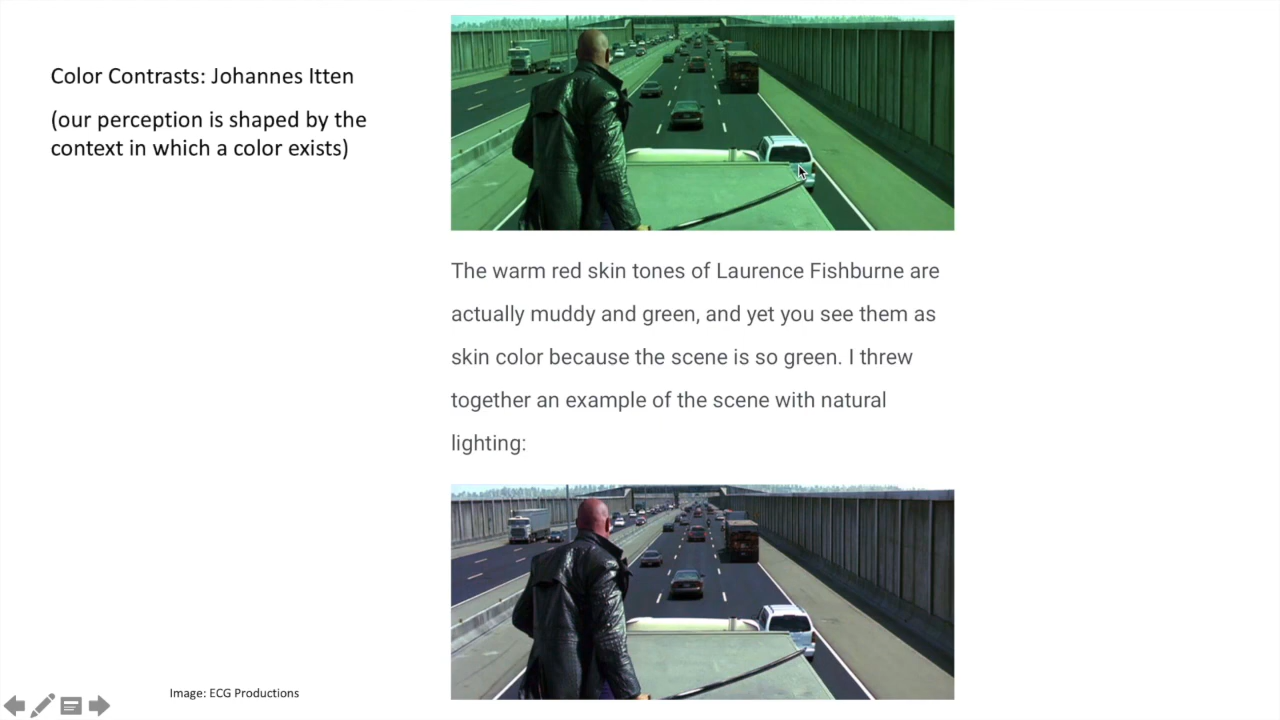 Color Contrasts: Johannes Itten
(our perception is shaped by the
context in which a color exists)
The warm red skin tones of Laurence Fishburne are
actually muddy and green, and yet you see them as
skin color because the scene is so green. I threw
together an example of the scene with natural
lighting:
Image: ECG Productions